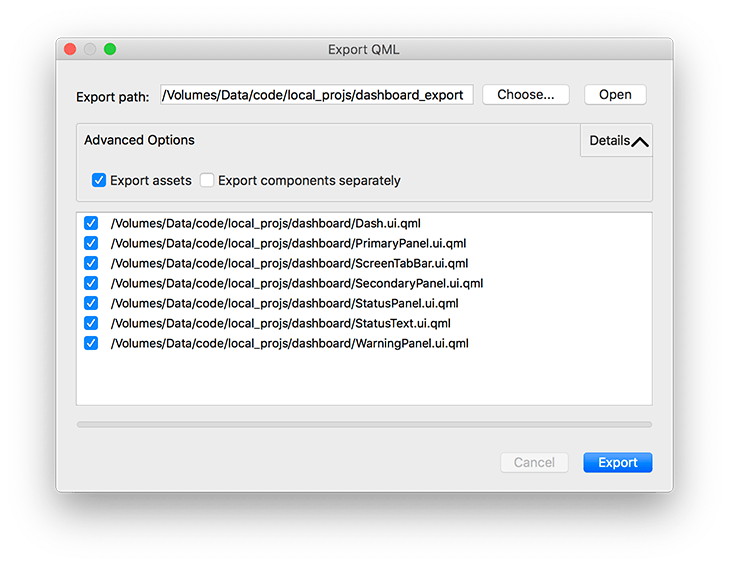 Export QML
Export path: /Volumes/Data/code/local_projs/dashboard_export Choose... Open
Advanced Options Details
Export assets Export components separately
/Volumes/Data/code/local_projs/dashboard/Dash.ui.qml
/Volumes/Data/code/local_projs/dashboard/PrimaryPanel.ui.qml
/Volumes/Data/code/local_projs/dashboard/ScreenTabBar.ui.qml
/Volumes/Data/code/local_projs/dashboard/SecondaryPanel.ui.qml
/Volumes/Data/code/local_projs/dashboard/StatusPanel.ui.qml
/Volumes/Data/code/local_projs/dashboard/StatusText.ui.qml
/Volumes/Data/code/local_projs/dashboard/WarningPanel.ui.qml
Cancel Export